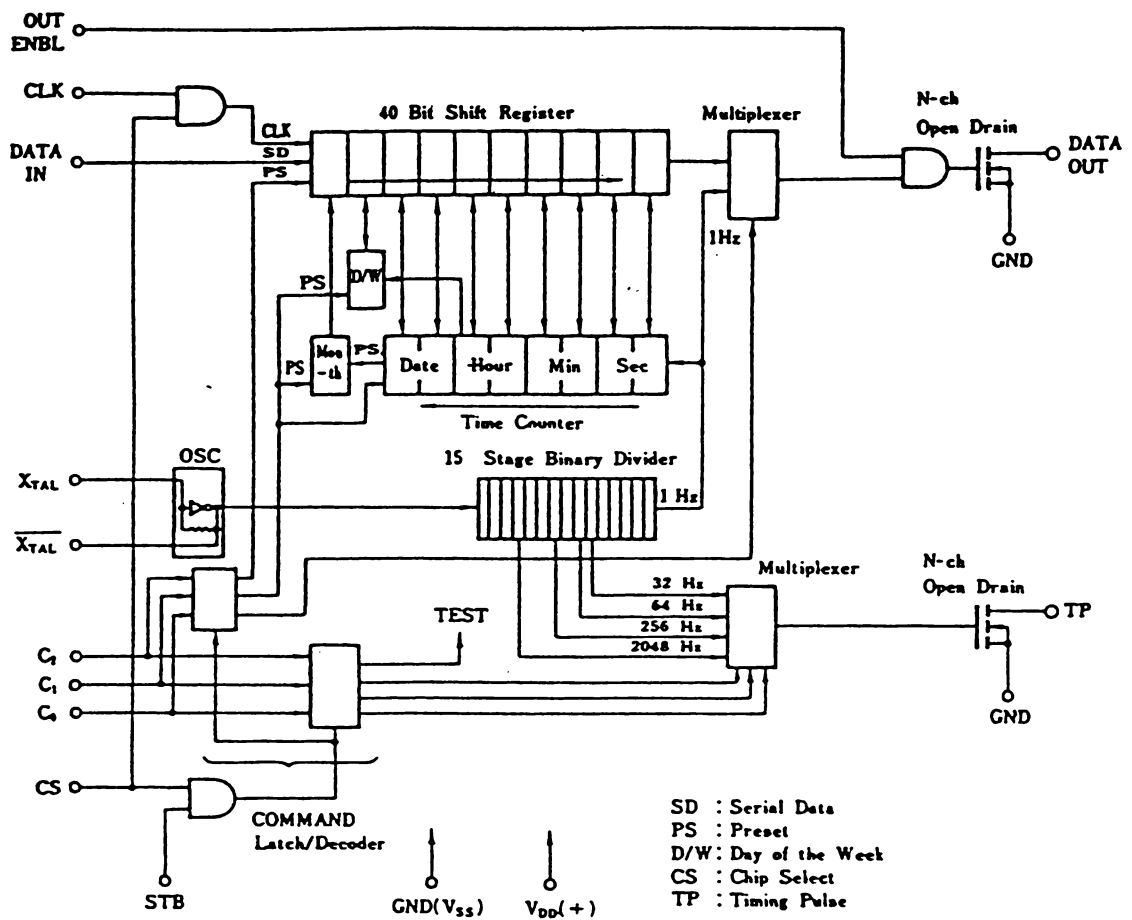 OUT
ENBL
CLK
DATA
IN
40 Bit Shift Register
CLK
SD
PS
Multiplexer
1Hz
N-ch
Open Drain
DATA
OUT
GND
D/W
PS
PS
Mon
-th
PS
Date
Hour
Min
Sec
Time Counter
OSC
XTAL
XTAL
15 Stage Binary Divider
1 Hz
32 Hz
64 Hz
256 Hz
2048 Hz
Multiplexer
N-ch
Open Drain
TP
GND
TEST
C2
C1
C0
CS
STB
COMMAND
Latch/Decoder
GND(VSS)
VDD(+)
SD : Serial Data
PS : Preset
D/W: Day of the Week
CS : Chip Select
TP : Timing Pulse